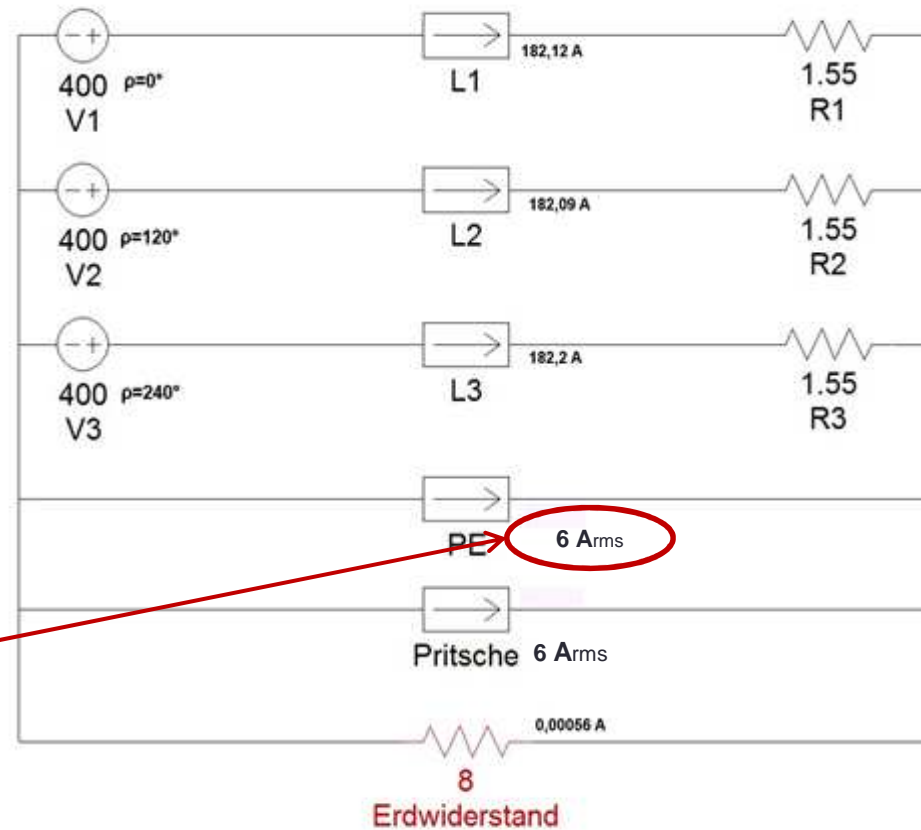 182,12 A
400 ρ=0°
V1
L1
1.55
R1
182,09 A
400 ρ=120°
V2
L2
1.55
R2
182,2 A
400 ρ=240°
V3
L3
1.55
R3
PE
6 Arms
Pritsche 6 Arms
0,00056 A
8
Erdwiderstand